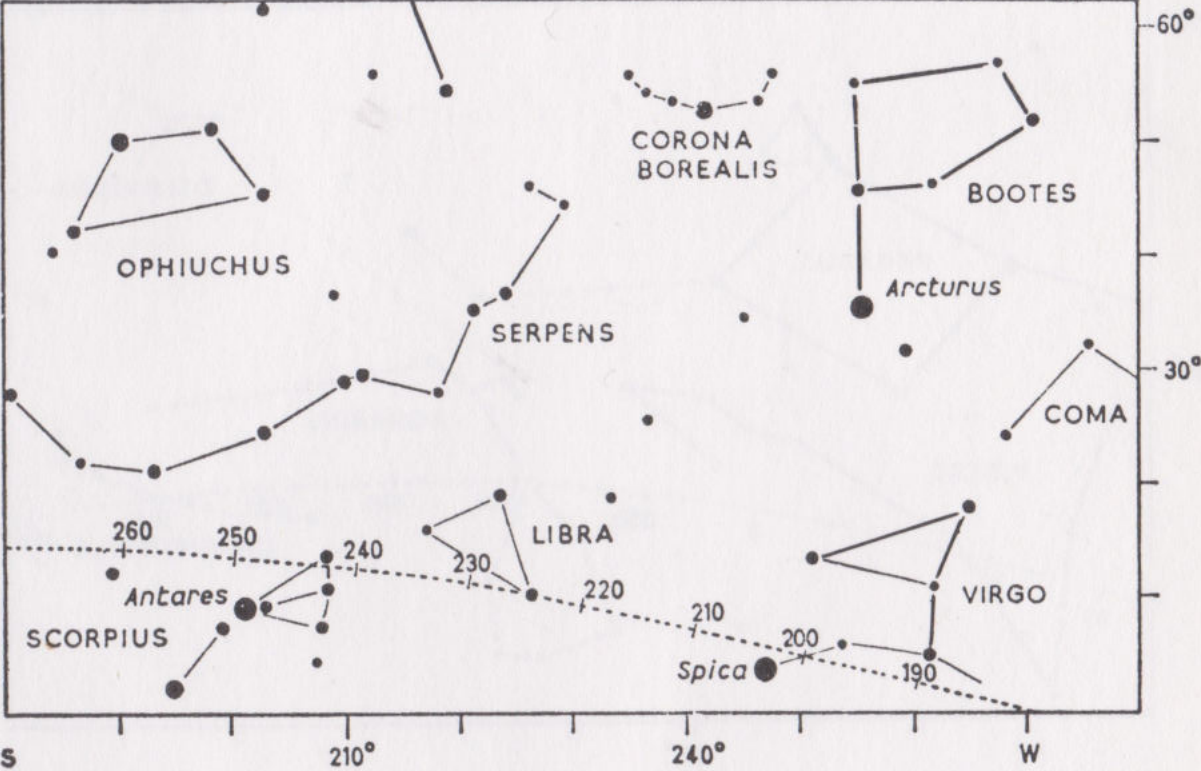 60°
CORONA
BOREALIS
BOOTES
OPHIUCHUS
Arcturus
SERPENS
30°
COMA
260
250
240
230
LIBRA
220
210
200
190
Antares
VIRGO
SCORPIUS
Spica
S
210°
240°
W